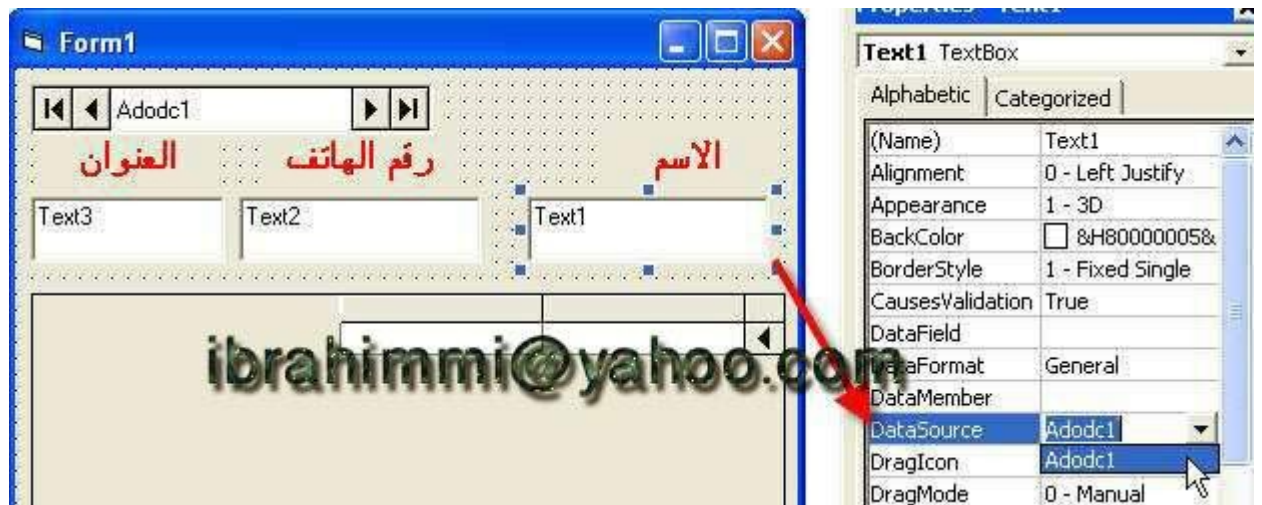 Form1
Adodc1
الاسم
رقم الهاتف
العنوان
Text1
Text2
Text3
ibrahimmi@yahoo.com
Properties - Text1
Text1 TextBox
Alphabetic Categorized
(Name) Text1
Alignment 0 - Left Justify
Appearance 1 - 3D
BackColor &H80000005&
BorderStyle 1 - Fixed Single
CausesValidation True
DataField
DataFormat General
DataMember
DataSource Adodc1
Adodc1
DragIcon
DragMode 0 - Manual